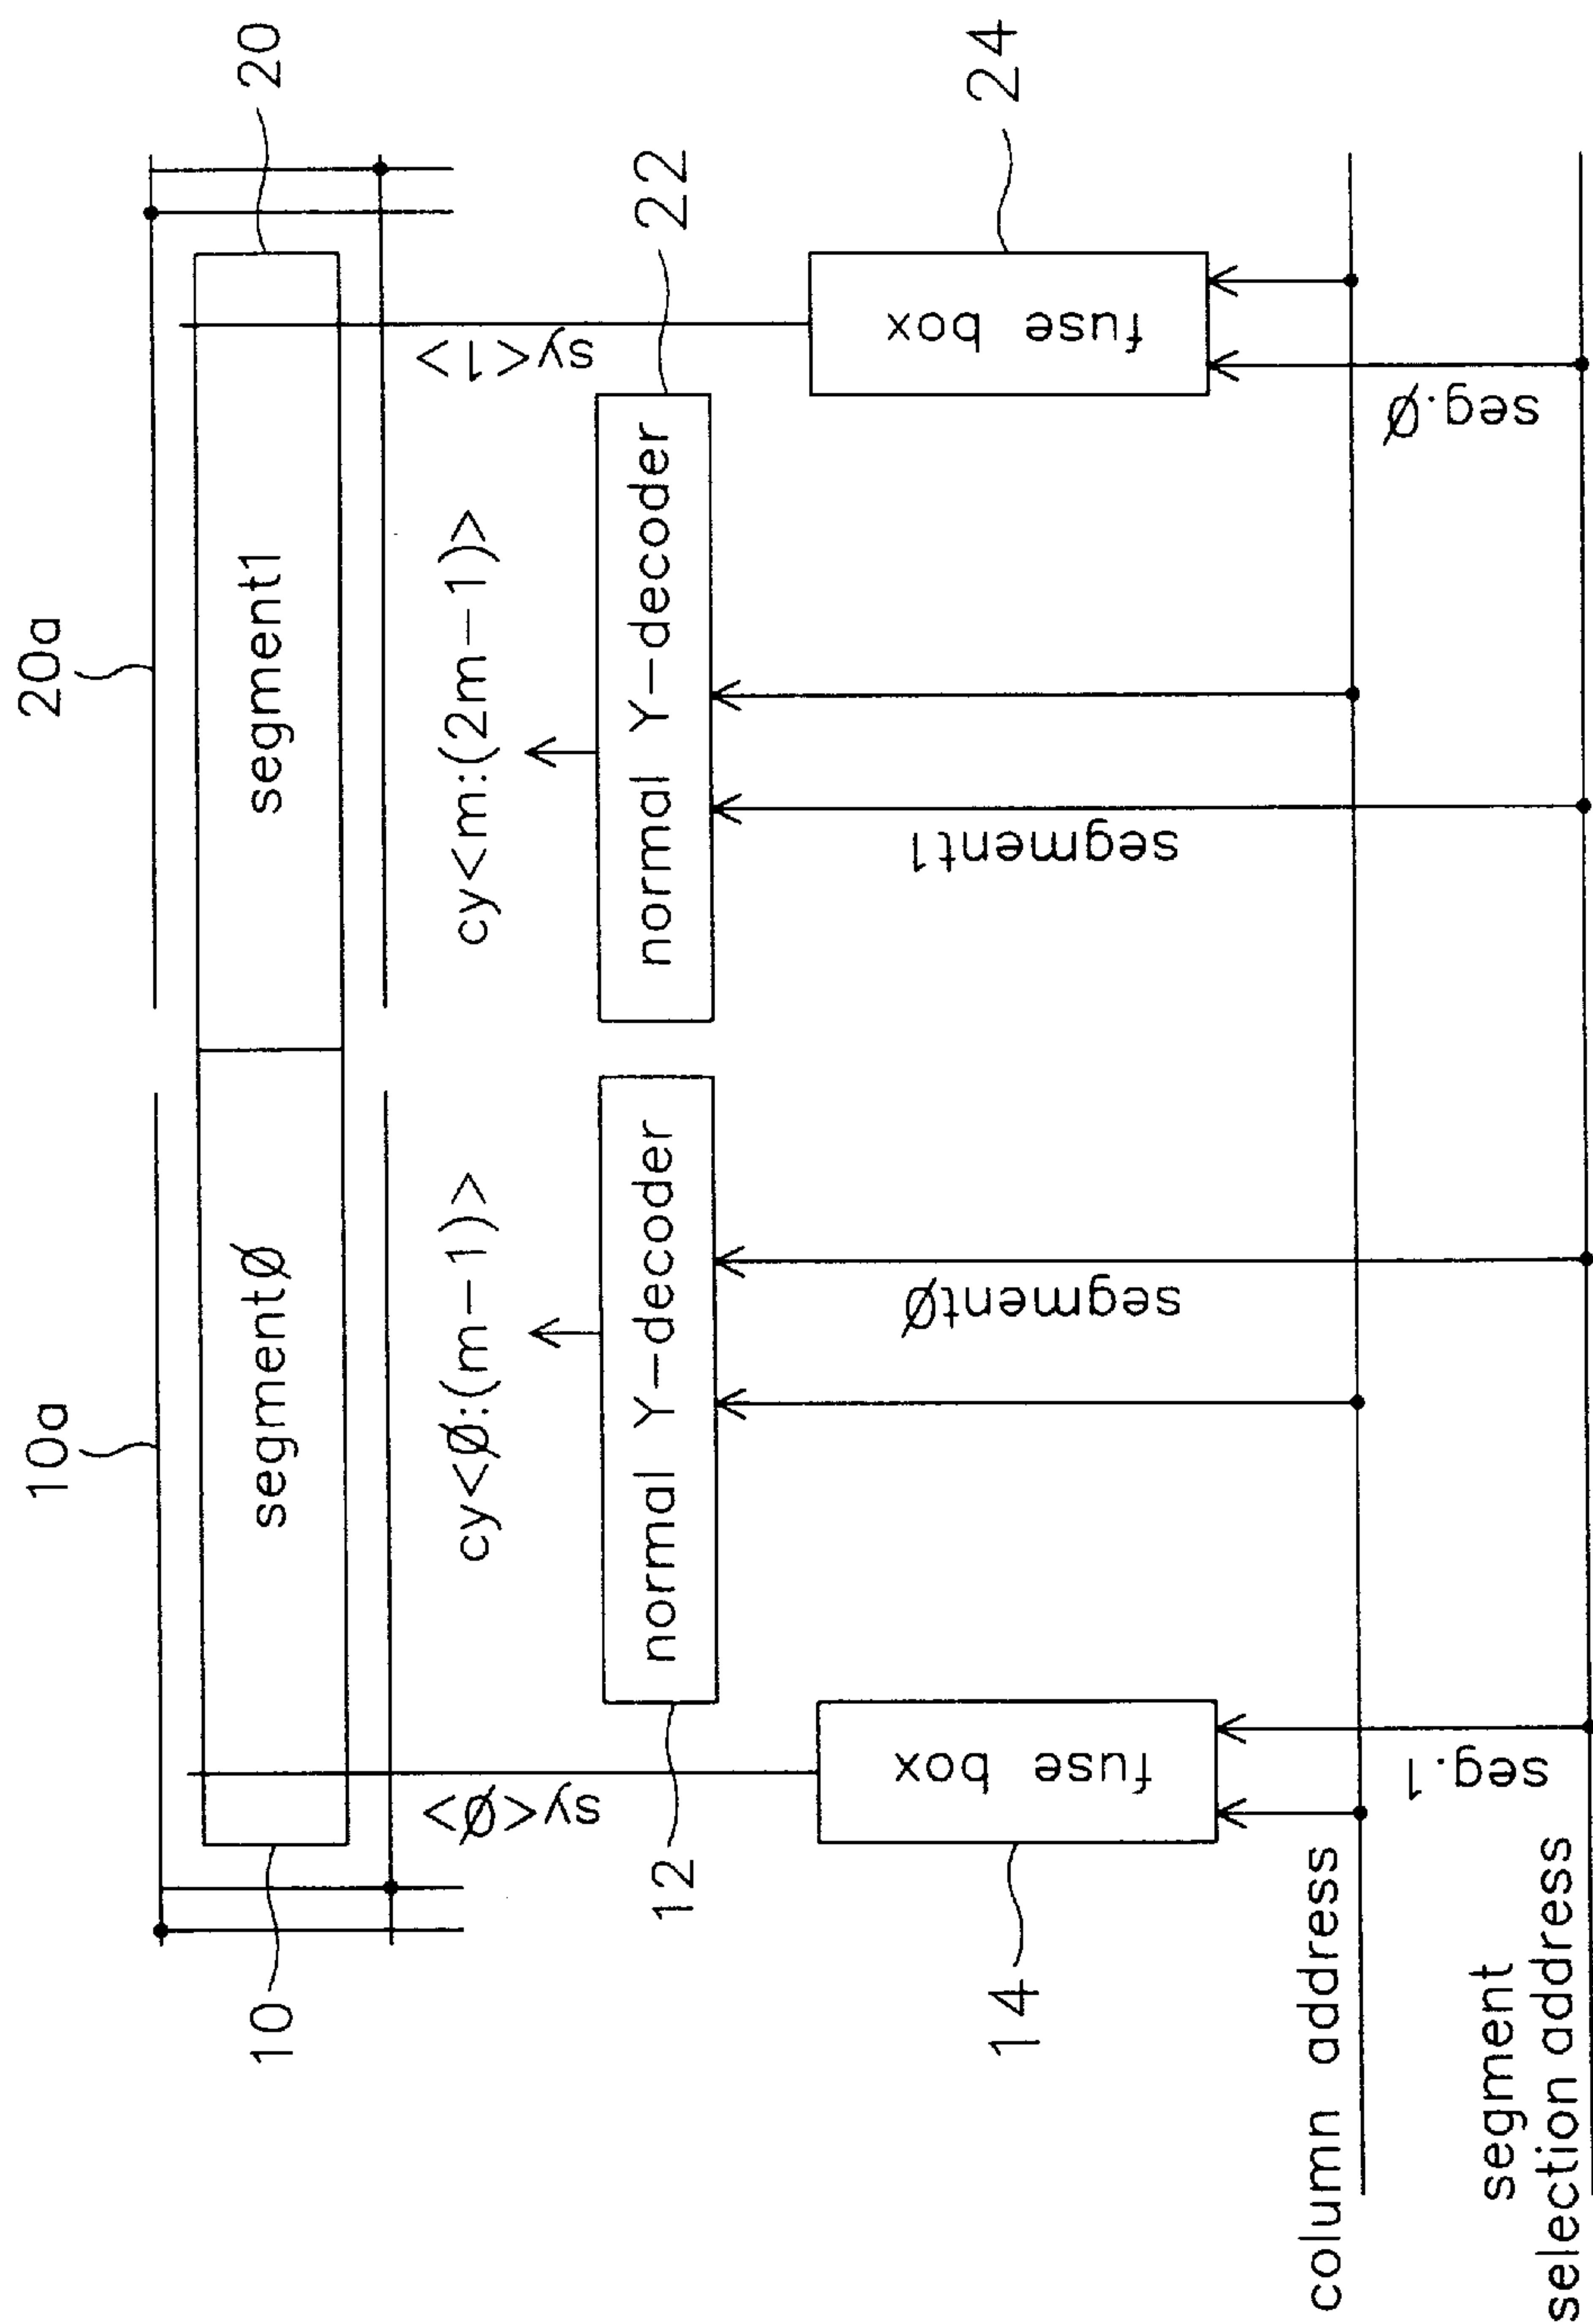 10a
20a
10
segmentØ
segment1
20
sy<Ø>
cy<Ø:(m-1)>
cy<m:(2m-1)>
sy<1>
12
normal Y-decoder
normal Y-decoder
22
14
fuse box
fuse box
24
segmentØ
segment1
column address
seg.1
seg.Ø
segment
selection address